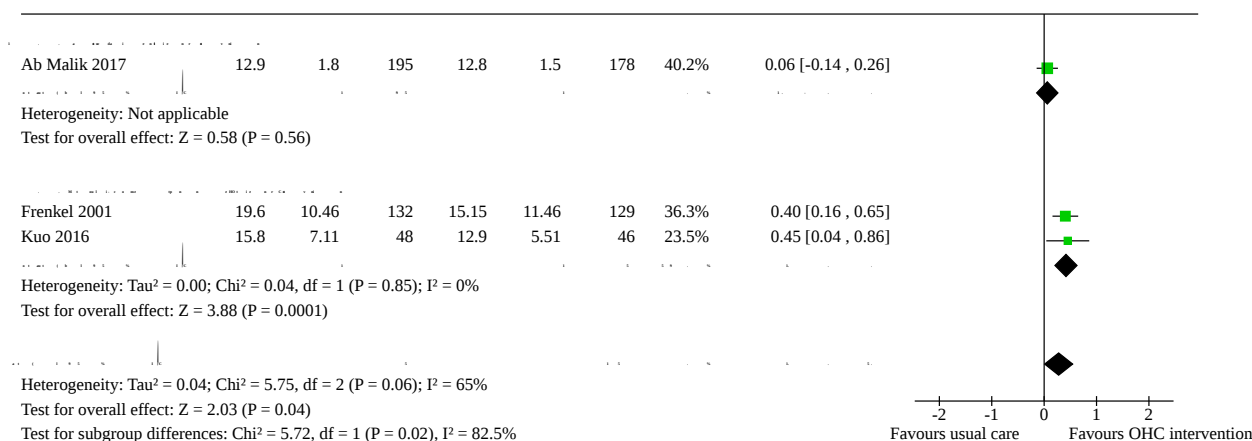 Ab Malik 2017 12.9 1.8 195 12.8 1.5 178 40.2% 0.06 [-0.14 , 0.26]
Heterogeneity: Not applicable
Test for overall effect: Z = 0.58 (P = 0.56)
Frenkel 2001 19.6 10.46 132 15.15 11.46 129 36.3% 0.40 [0.16 , 0.65]
Kuo 2016 15.8 7.11 48 12.9 5.51 46 23.5% 0.45 [0.04 , 0.86]
Heterogeneity: Tau² = 0.00; Chi² = 0.04, df = 1 (P = 0.85); I² = 0%
Test for overall effect: Z = 3.88 (P = 0.0001)
Heterogeneity: Tau² = 0.04; Chi² = 5.75, df = 2 (P = 0.06); I² = 65%
Test for overall effect: Z = 2.03 (P = 0.04)
Test for subgroup differences: Chi² = 5.72, df = 1 (P = 0.02), I² = 82.5%
-2 -1 0 1 2
Favours usual care Favours OHC intervention